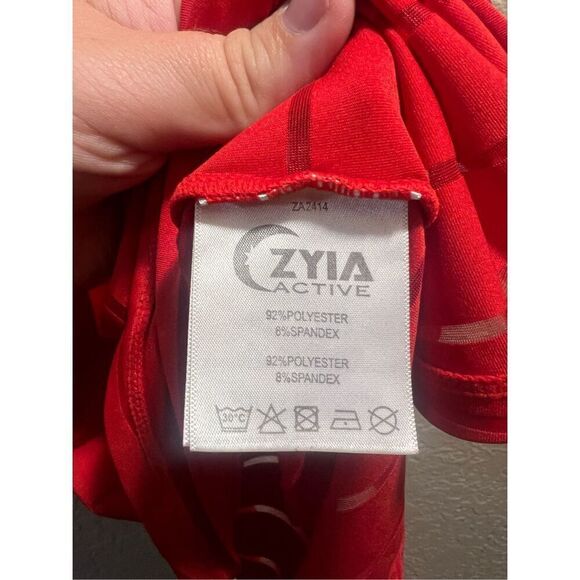 ZA2414
ZYIA
ACTIVE
92%POLYESTER
8%SPANDEX
92%POLYESTER
8%SPANDEX
30°C